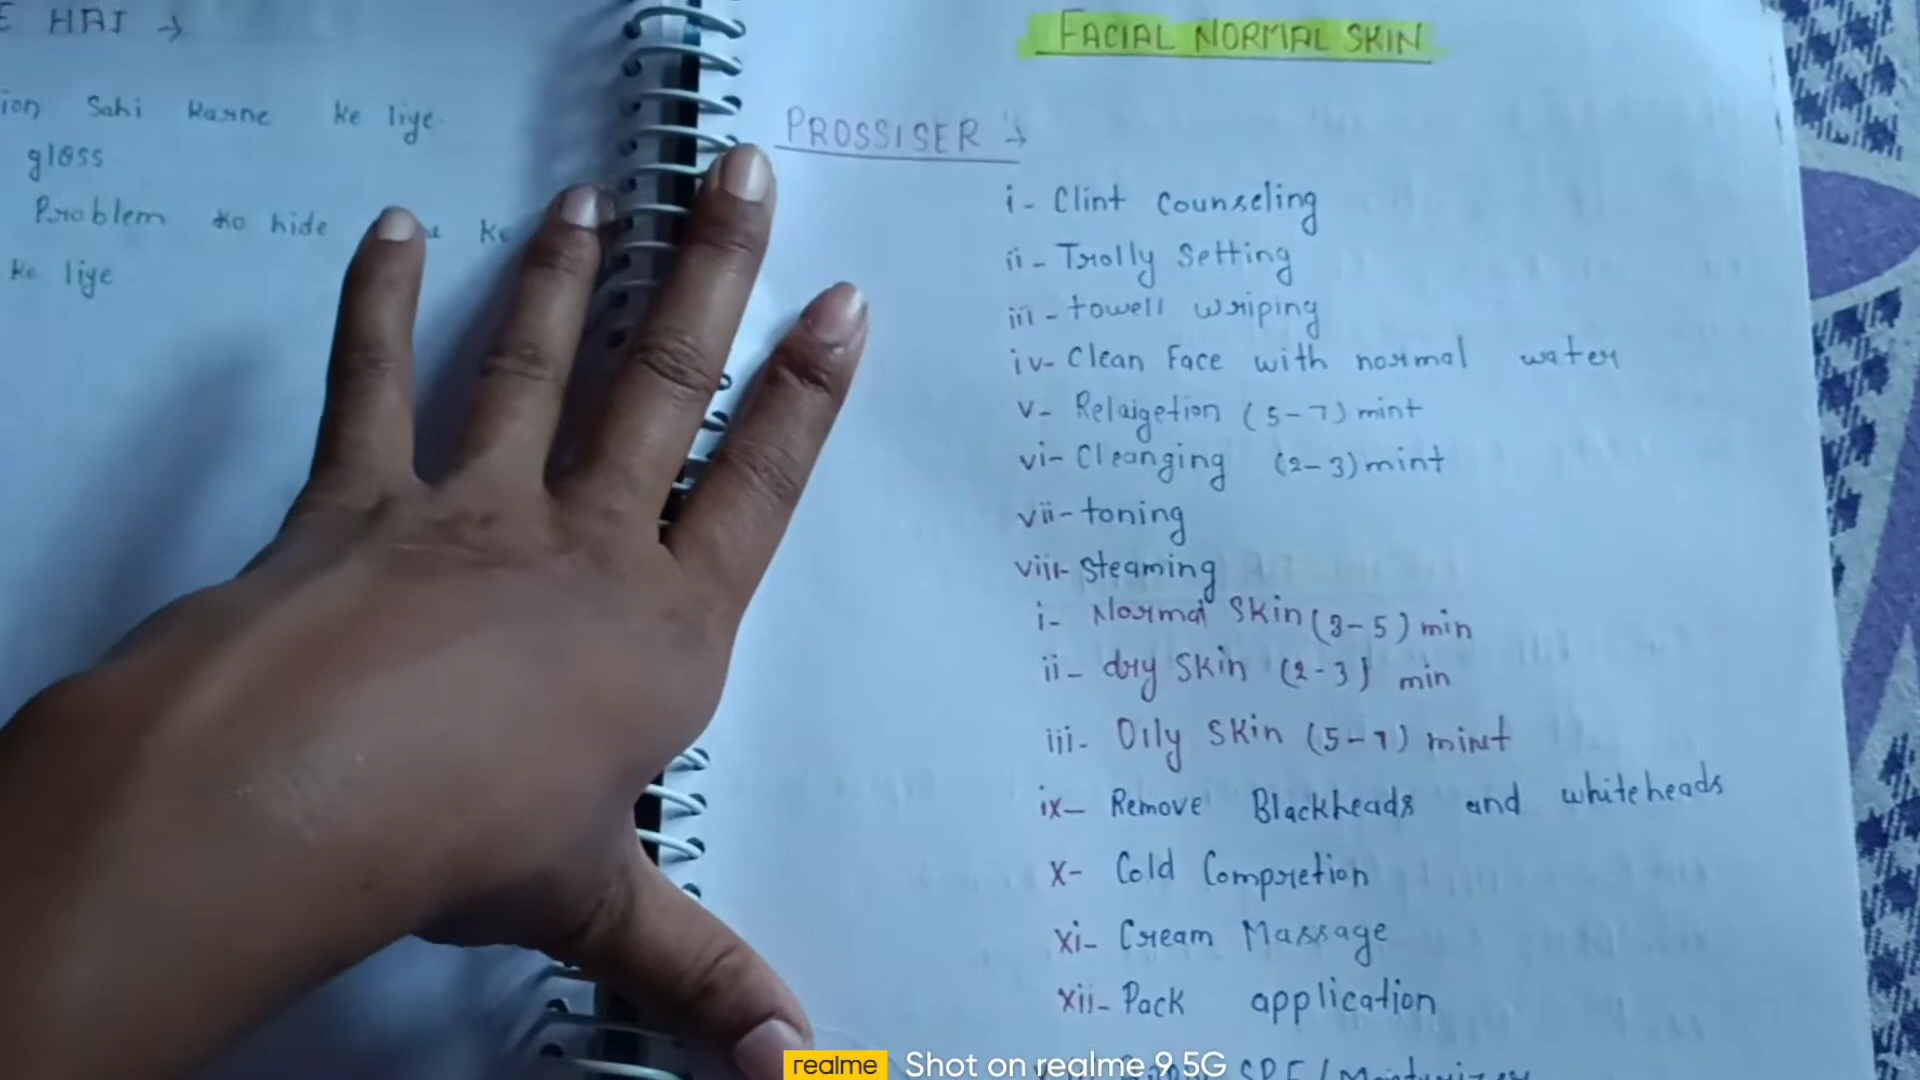 E HAI →
ion Sahi karne ke liye
gloss
Problem ko hide ke
ke liye
FACIAL NORMAL SKIN
PROSSISER →
i- Clint Counseling
ii- Trolly Setting
iii- towell wriping
iv- Clean Face with normal water
v- Relaigetion (5-7) mint
vi- Cleanging (2-3) mint
vii- toning
viii- Steaming
i- Normal Skin (3-5) min
ii- dry Skin (2-3) min
iii- Oily Skin (5-7) mint
ix- Remove Blackheads and whiteheads
x- Cold Compretion
xi- Cream Massage
xii- Pack application
SPF/Moisturizer
realme Shot on realme 9 5G